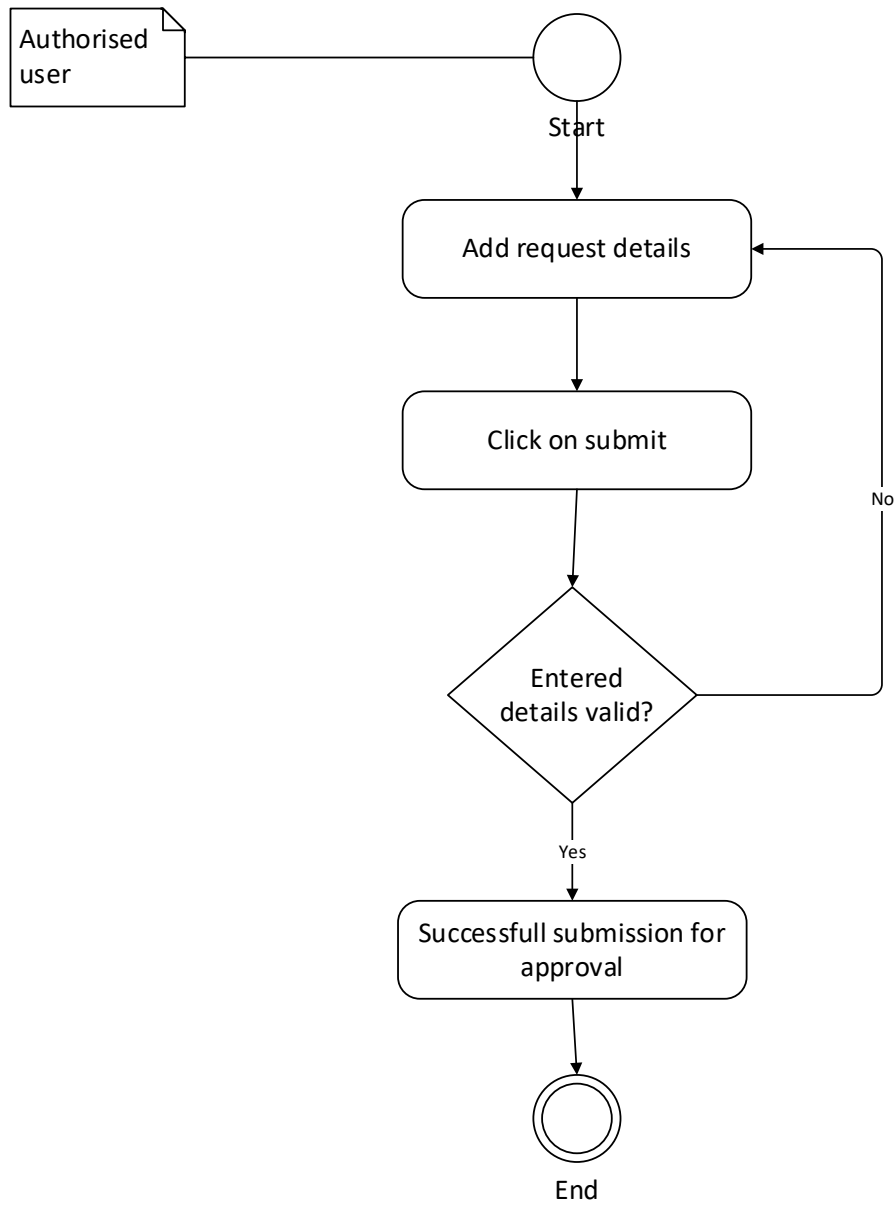 Authorised
user
Start
Add request details
Click on submit
No
Entered
details valid?
Yes
Successfull submission for
approval
End